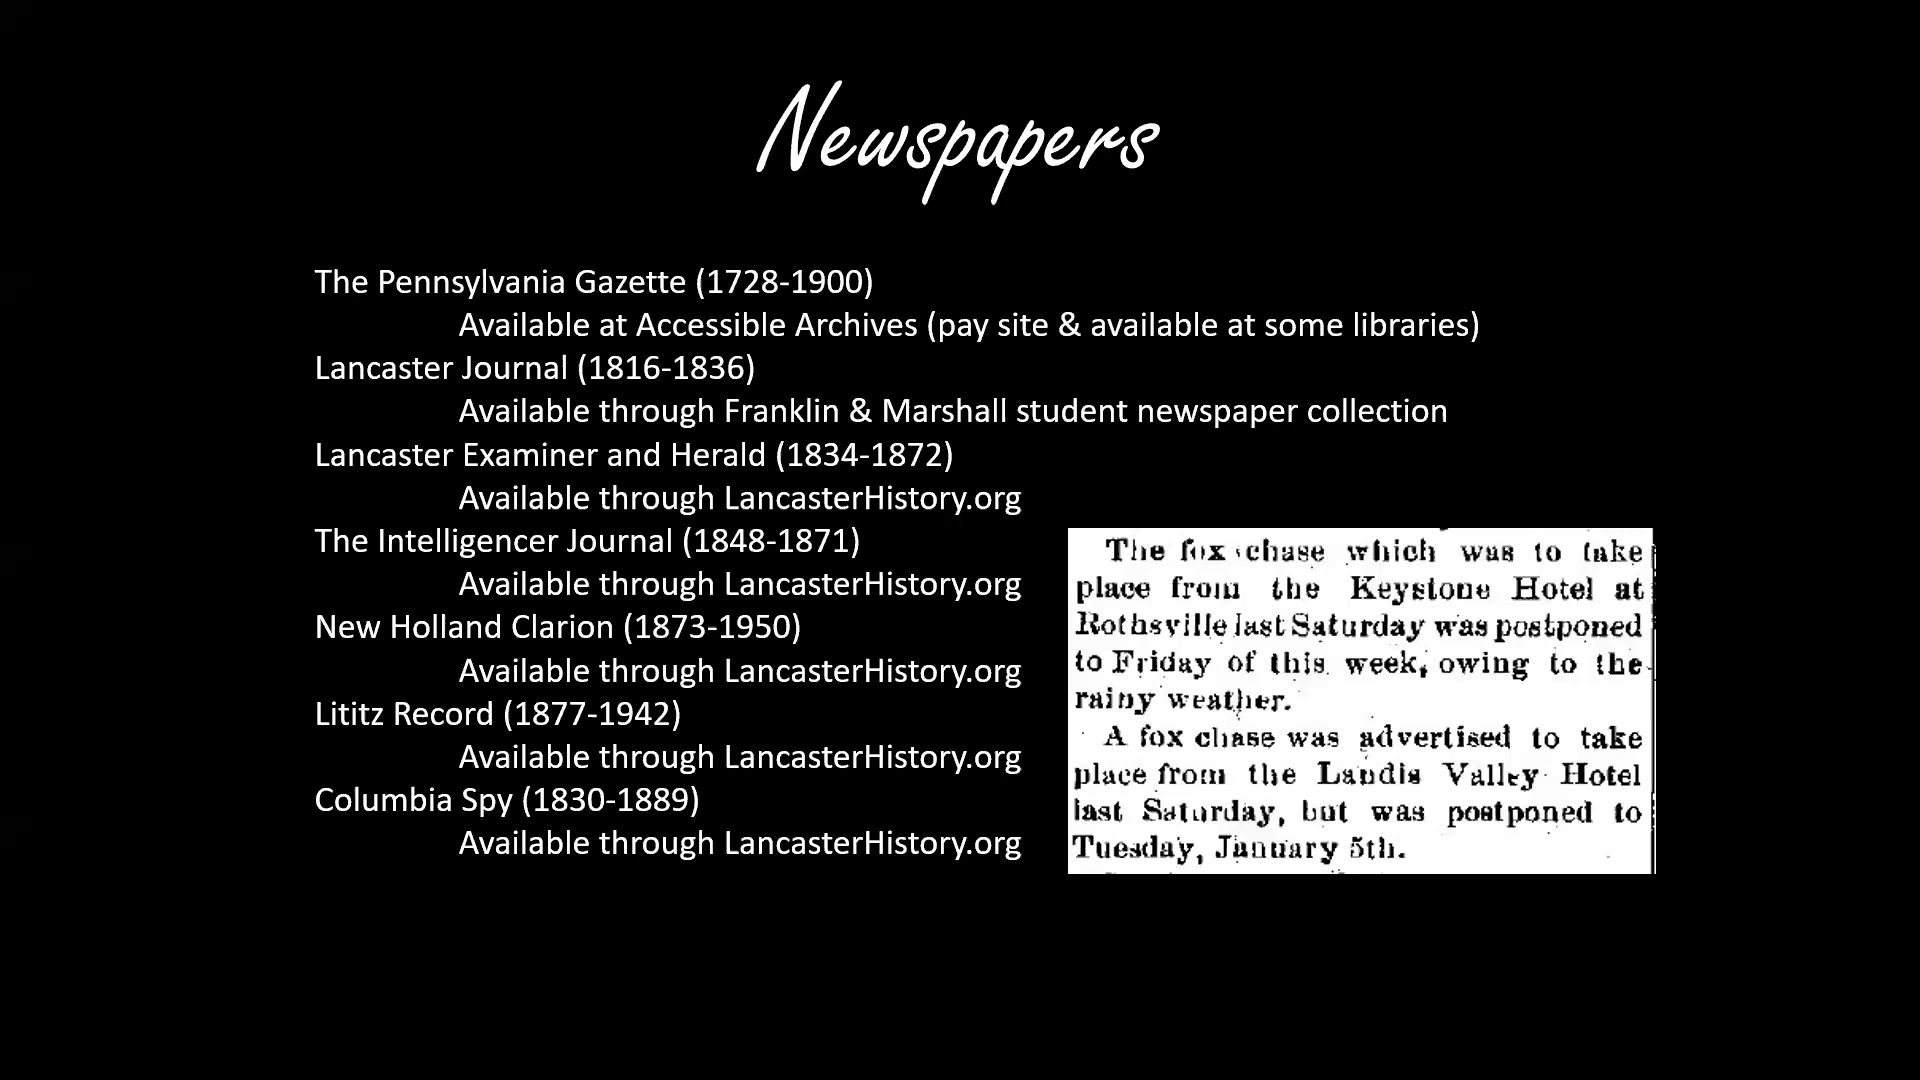 Newspapers
The Pennsylvania Gazette (1728-1900)
Available at Accessible Archives (pay site & available at some libraries)
Lancaster Journal (1816-1836)
Available through Franklin & Marshall student newspaper collection
Lancaster Examiner and Herald (1834-1872)
Available through LancasterHistory.org
The Intelligencer Journal (1848-1871)
Available through LancasterHistory.org
New Holland Clarion (1873-1950)
Available through LancasterHistory.org
Lititz Record (1877-1942)
Available through LancasterHistory.org
Columbia Spy (1830-1889)
Available through LancasterHistory.org
The fox chase which was to take
place from the Keystone Hotel at
Rothsville last Saturday was postponed
to Friday of this week, owing to the
rainy weather.
A fox chase was advertised to take
place from the Landis Valley Hotel
last Saturday, but was postponed to
Tuesday, January 5th.